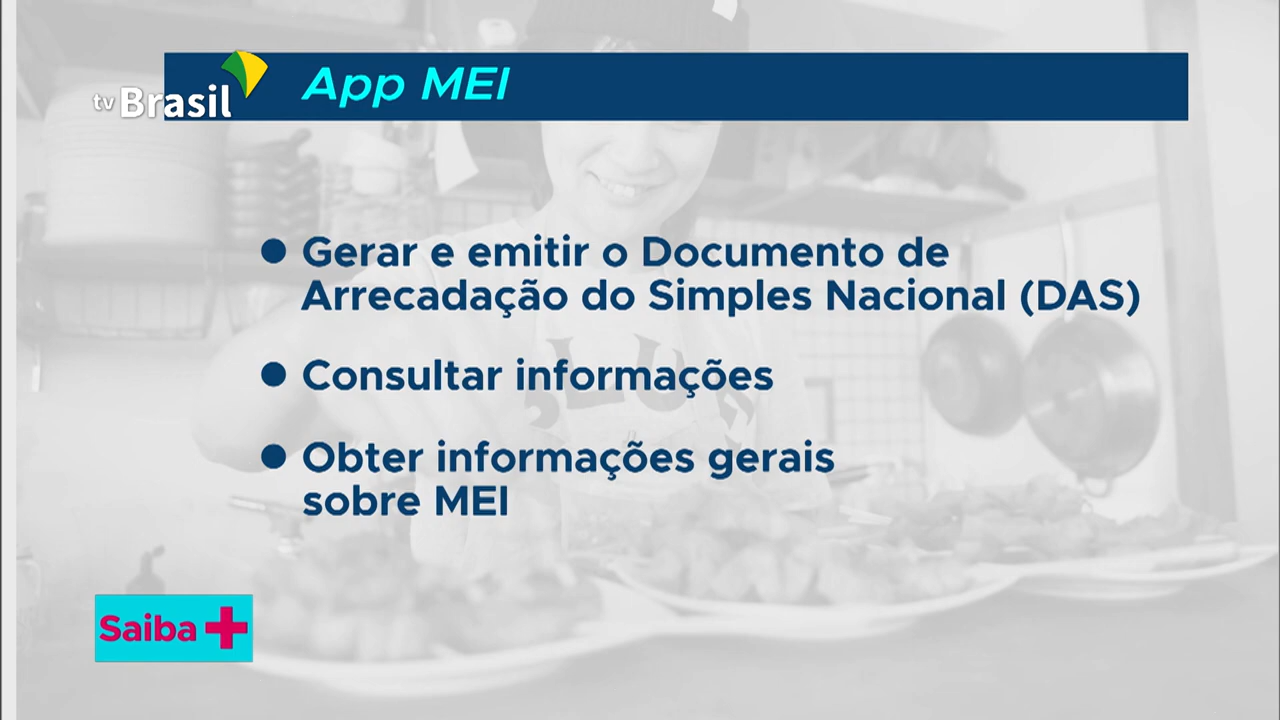 tv Brasil
App MEI
● Gerar e emitir o Documento de
Arrecadação do Simples Nacional (DAS)
● Consultar informações
● Obter informações gerais
sobre MEI
Saiba +